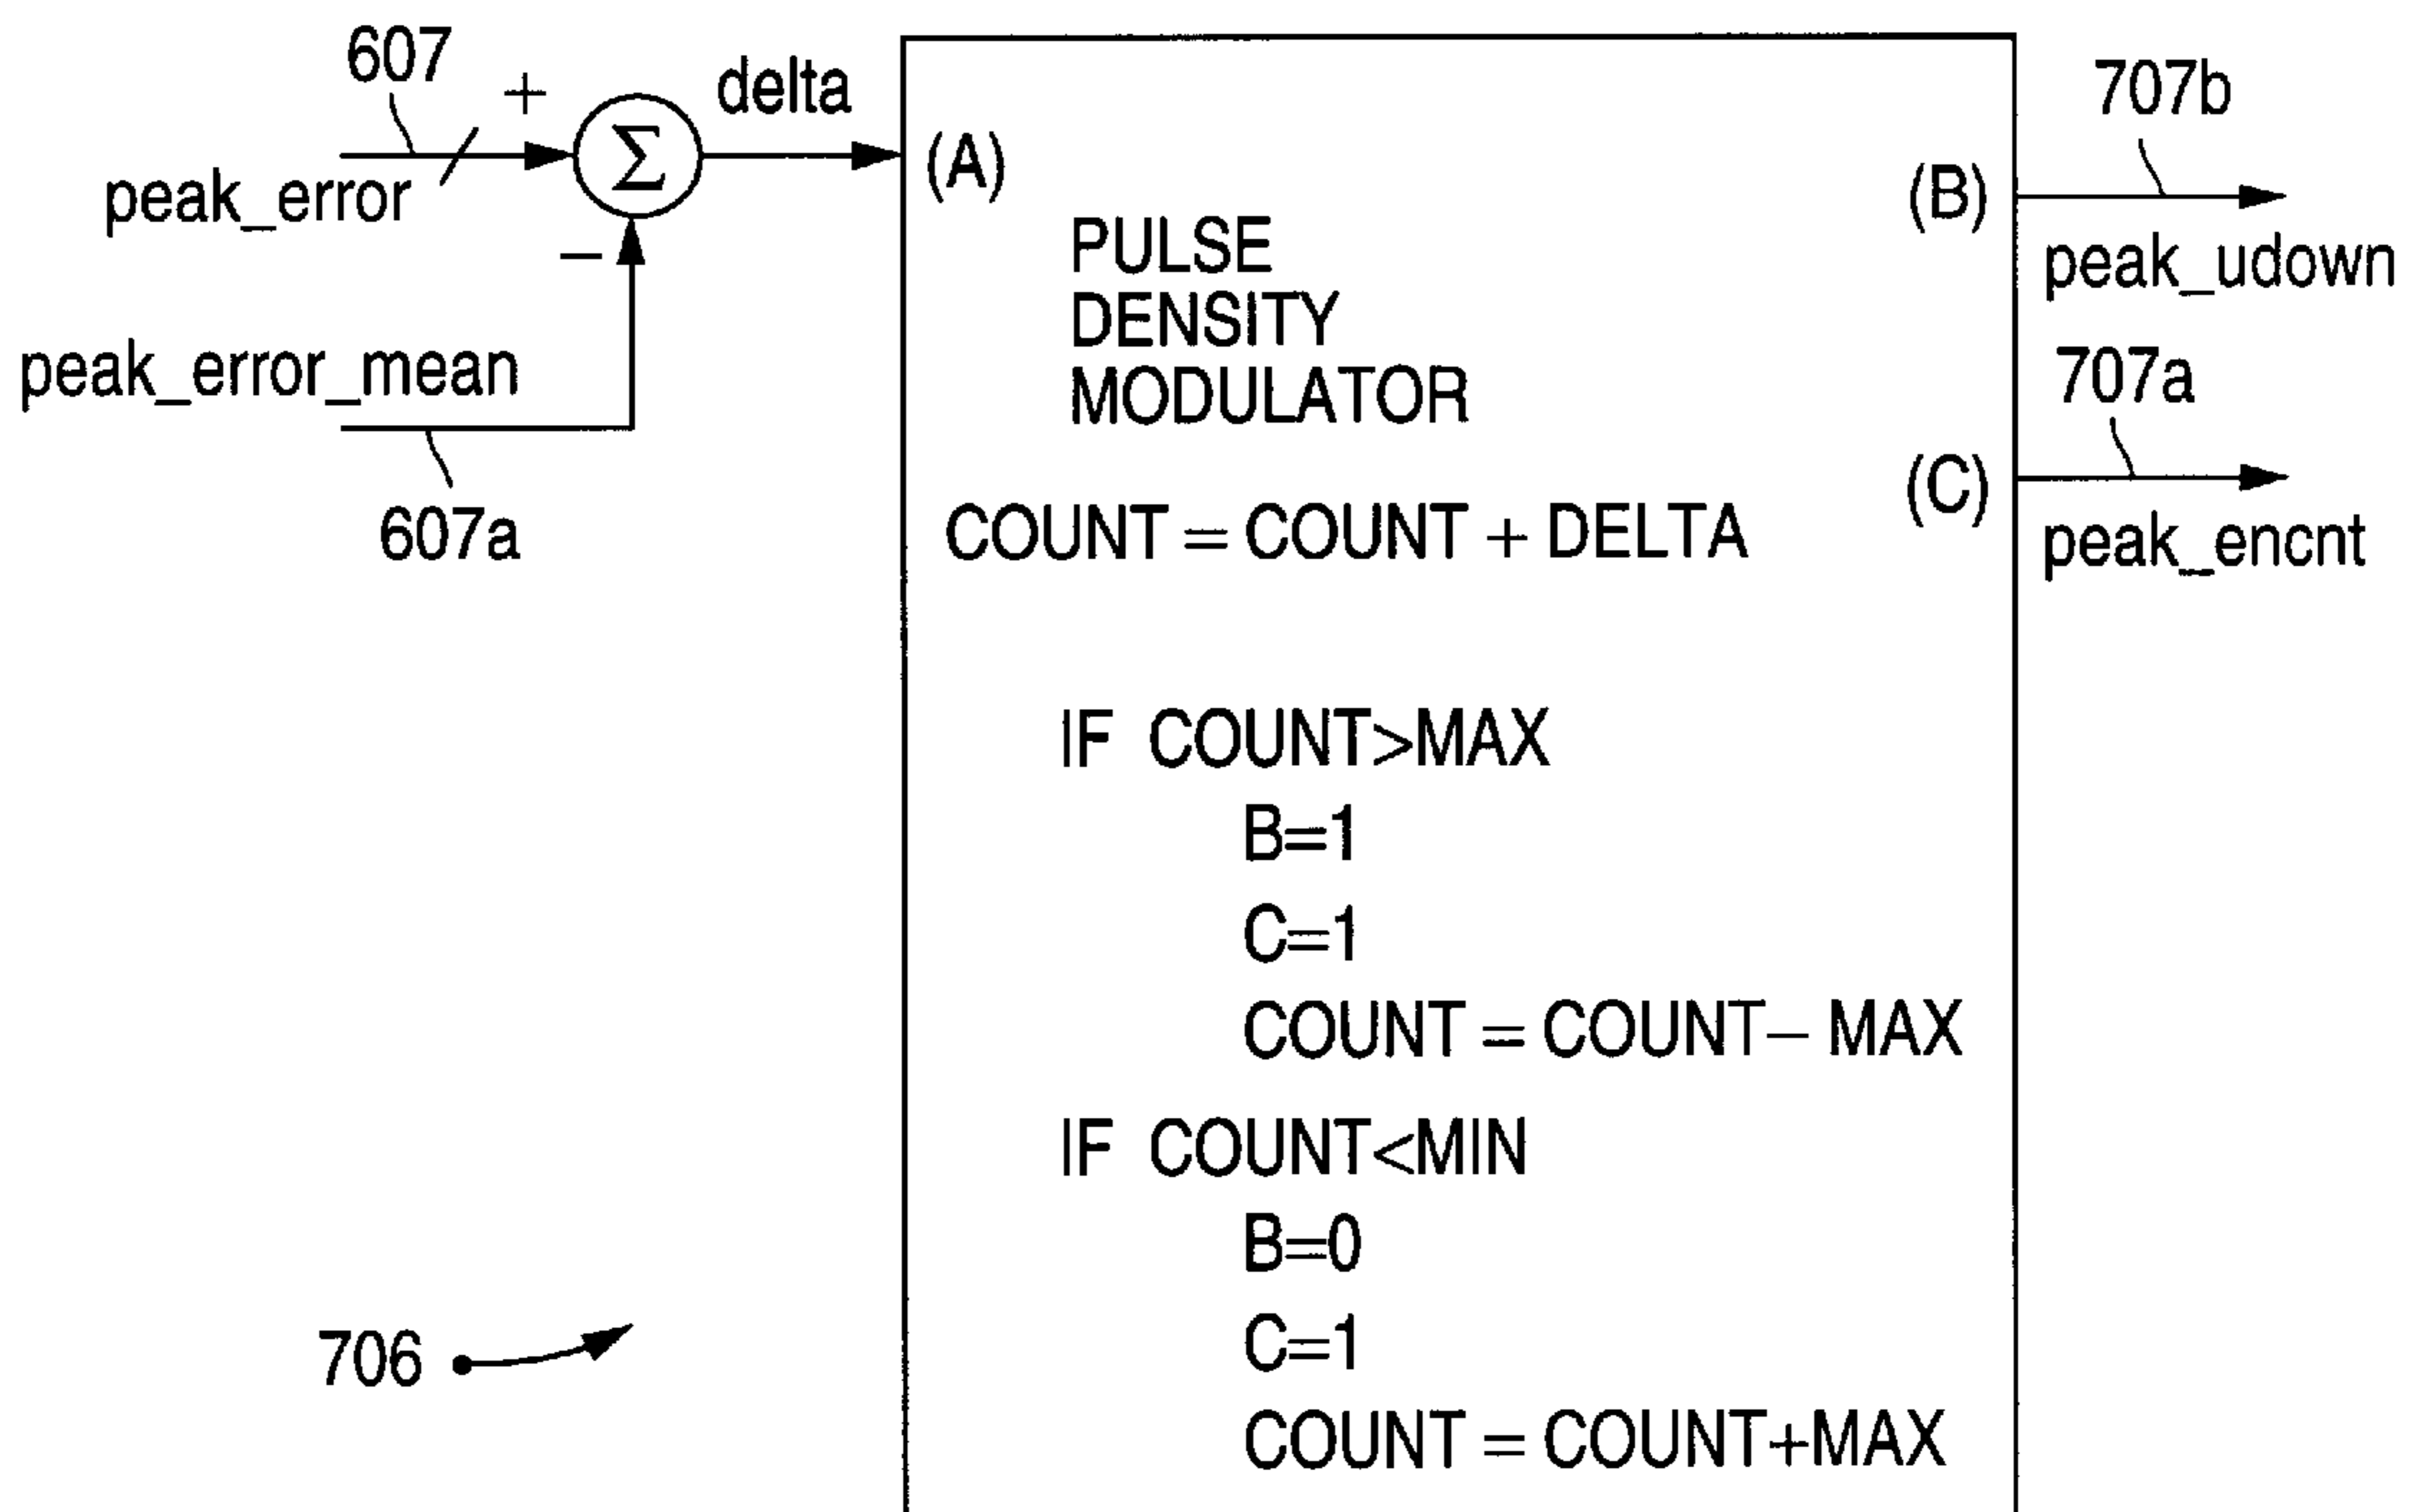 607
+
delta
peak_error
Σ
−
peak_error_mean
607a
(A)
PULSE
DENSITY
MODULATOR
COUNT = COUNT + DELTA
IF COUNT>MAX
B=1
C=1
COUNT = COUNT− MAX
IF COUNT<MIN
B=0
C=1
COUNT = COUNT+MAX
(B)
707b
peak_udown
707a
(C)
peak_encnt
706